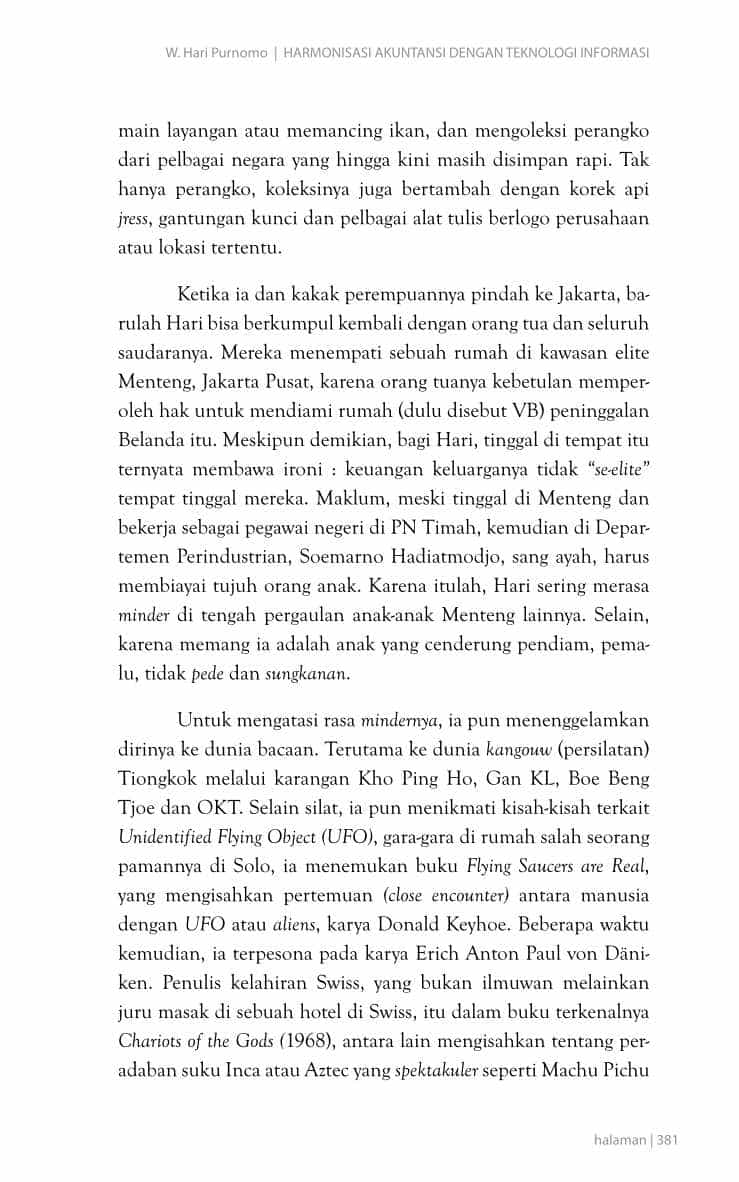 W. Hari Purnomo | HARMONISASI AKUNTANSI DENGAN TEKNOLOGI INFORMASI
main layangan atau memancing ikan, dan mengoleksi perangko
dari pelbagai negara yang hingga kini masih disimpan rapi. Tak
hanya perangko, koleksinya juga bertambah dengan korek api
jress, gantungan kunci dan pelbagai alat tulis berlogo perusahaan
atau lokasi tertentu.
Ketika ia dan kakak perempuannya pindah ke Jakarta, ba-
rulah Hari bisa berkumpul kembali dengan orang tua dan seluruh
saudaranya. Mereka menempati sebuah rumah di kawasan elite
Menteng, Jakarta Pusat, karena orang tuanya kebetulan memper-
oleh hak untuk mendiami rumah (dulu disebut VB) peninggalan
Belanda itu. Meskipun demikian, bagi Hari, tinggal di tempat itu
ternyata membawa ironi : keuangan keluarganya tidak “se-elite”
tempat tinggal mereka. Maklum, meski tinggal di Menteng dan
bekerja sebagai pegawai negeri di PN Timah, kemudian di Depar-
temen Perindustrian, Soemarno Hadiatmodjo, sang ayah, harus
membiayai tujuh orang anak. Karena itulah, Hari sering merasa
minder di tengah pergaulan anak-anak Menteng lainnya. Selain,
karena memang ia adalah anak yang cenderung pendiam, pema-
lu, tidak pede dan sungkanan.
Untuk mengatasi rasa mindernya, ia pun menenggelamkan
dirinya ke dunia bacaan. Terutama ke dunia kangouw (persilatan)
Tiongkok melalui karangan Kho Ping Ho, Gan KL, Boe Beng
Tjoe dan OKT. Selain silat, ia pun menikmati kisah-kisah terkait
Unidentified Flying Object (UFO), gara-gara di rumah salah seorang
pamannya di Solo, ia menemukan buku Flying Saucers are Real,
yang mengisahkan pertemuan (close encounter) antara manusia
dengan UFO atau aliens, karya Donald Keyhoe. Beberapa waktu
kemudian, ia terpesona pada karya Erich Anton Paul von Däni-
ken. Penulis kelahiran Swiss, yang bukan ilmuwan melainkan
juru masak di sebuah hotel di Swiss, itu dalam buku terkenalnya
Chariots of the Gods (1968), antara lain mengisahkan tentang per-
adaban suku Inca atau Aztec yang spektakuler seperti Machu Pichu
halaman | 381